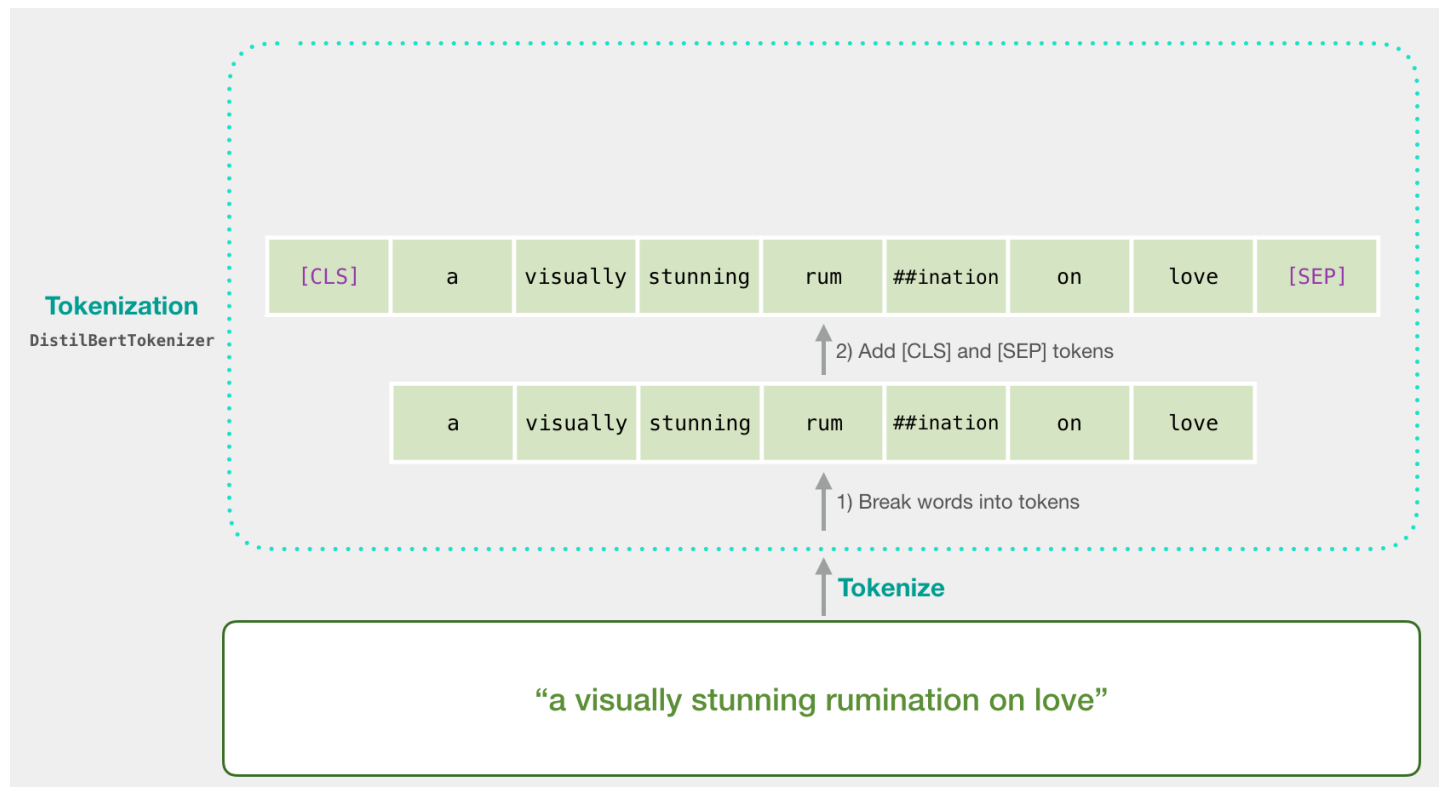 [CLS] a visually stunning rum ##ination on love [SEP]
Tokenization
DistilBertTokenizer
2) Add [CLS] and [SEP] tokens
a visually stunning rum ##ination on love
1) Break words into tokens
Tokenize
“a visually stunning rumination on love”